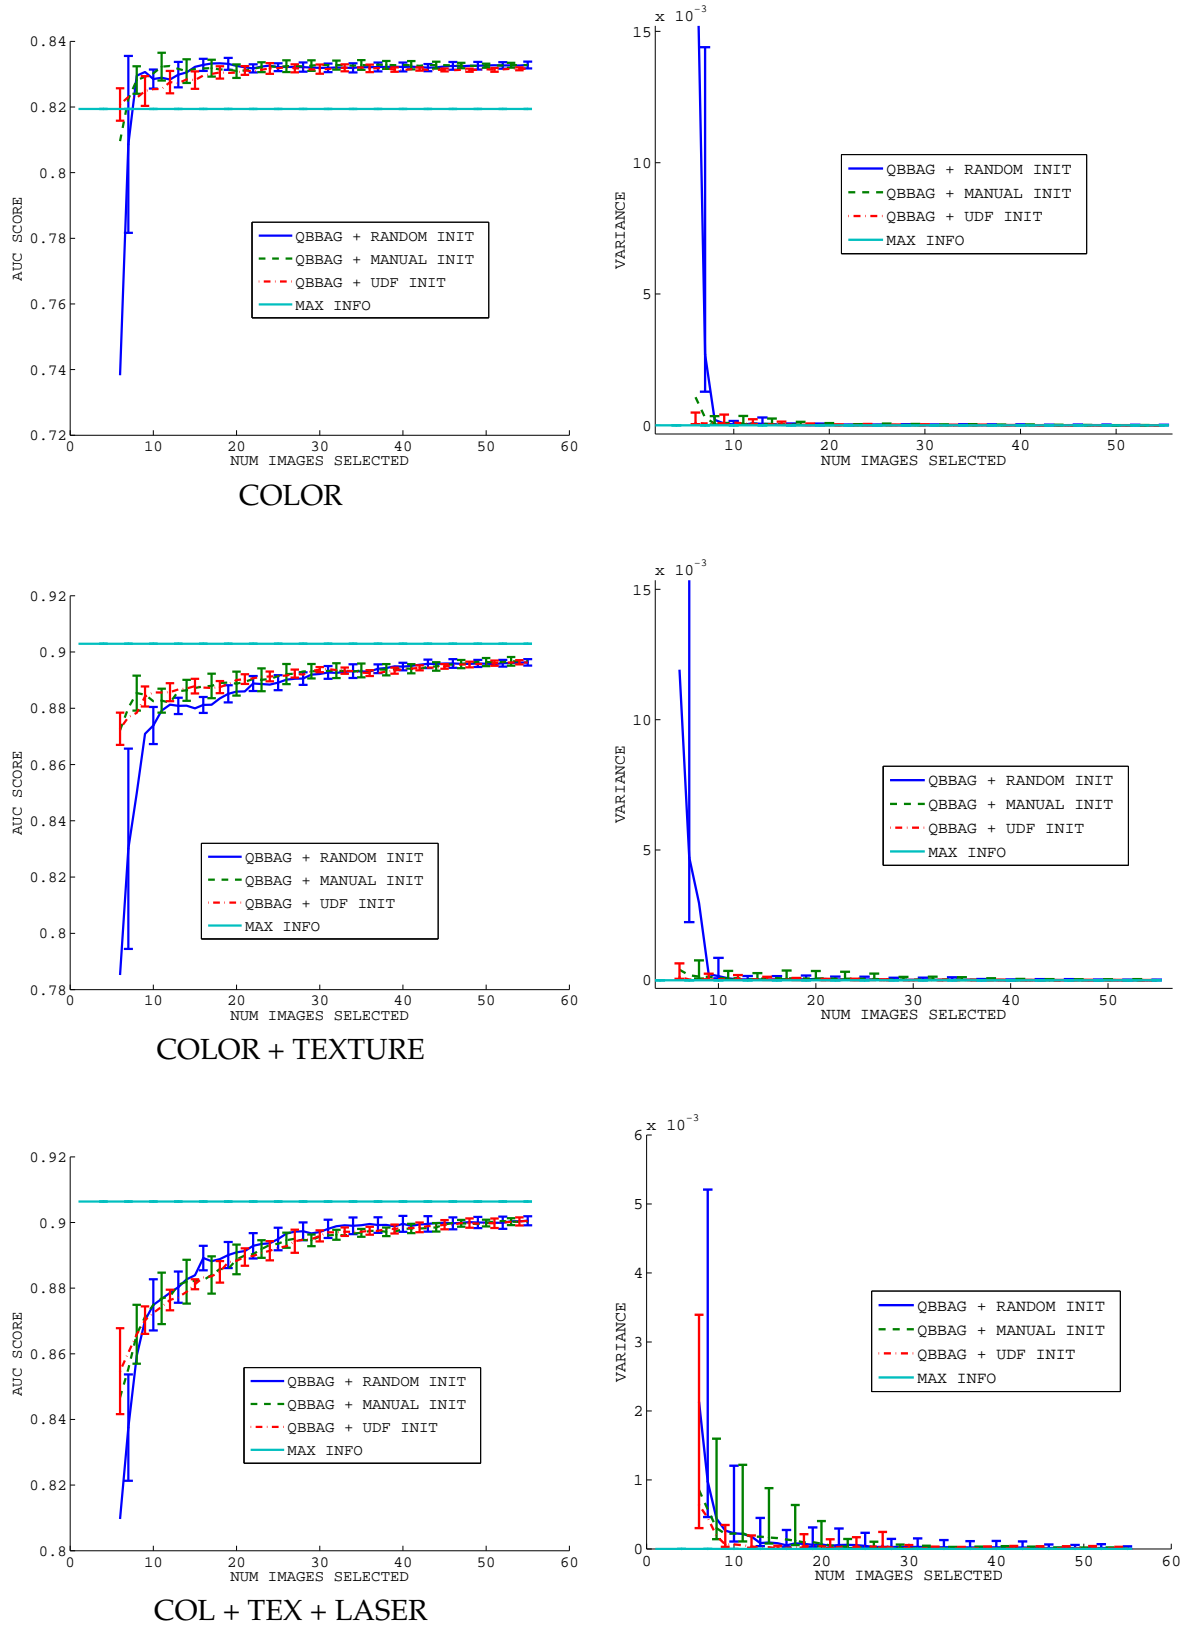 0.84
0.82
0.8
0.78
0.76
0.74
0.72
0
10
20
30
40
50
60
AUC SCORE
NUM IMAGES SELECTED
QBBAG + RANDOM INIT
QBBAG + MANUAL INIT
QBBAG + UDF INIT
MAX INFO
COLOR
x 10⁻³
15
10
5
0
10
20
30
40
50
VARIANCE
NUM IMAGES SELECTED
QBBAG + RANDOM INIT
QBBAG + MANUAL INIT
QBBAG + UDF INIT
MAX INFO
0.92
0.9
0.88
0.86
0.84
0.82
0.8
0.78
0
10
20
30
40
50
60
AUC SCORE
NUM IMAGES SELECTED
QBBAG + RANDOM INIT
QBBAG + MANUAL INIT
QBBAG + UDF INIT
MAX INFO
COLOR + TEXTURE
x 10⁻³
15
10
5
0
10
20
30
40
50
VARIANCE
NUM IMAGES SELECTED
QBBAG + RANDOM INIT
QBBAG + MANUAL INIT
QBBAG + UDF INIT
MAX INFO
0.92
0.9
0.88
0.86
0.84
0.82
0.8
0
10
20
30
40
50
60
AUC SCORE
NUM IMAGES SELECTED
QBBAG + RANDOM INIT
QBBAG + MANUAL INIT
QBBAG + UDF INIT
MAX INFO
COL + TEX + LASER
x 10⁻³
6
5
4
3
2
1
0
0
10
20
30
40
50
60
VARIANCE
NUM IMAGES SELECTED
QBBAG + RANDOM INIT
QBBAG + MANUAL INIT
QBBAG + UDF INIT
MAX INFO